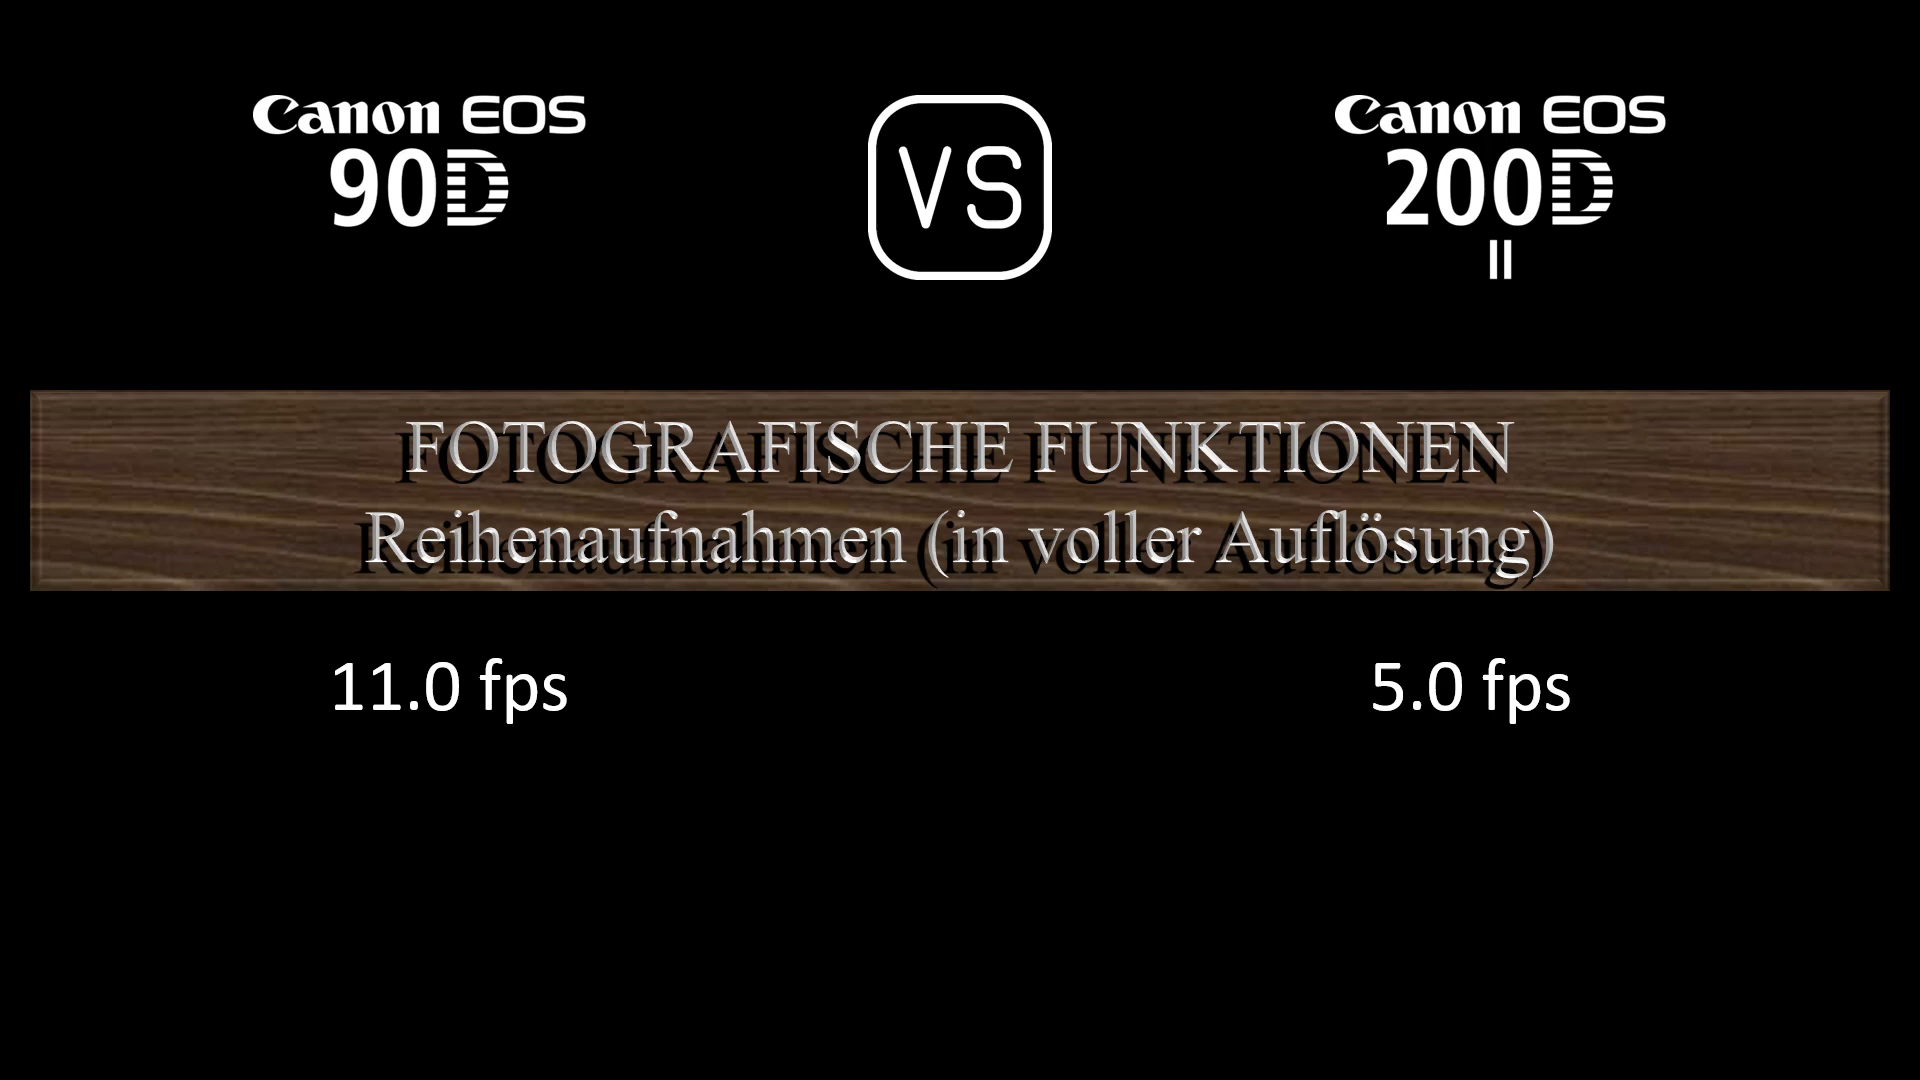 Canon EOS
90D
VS
Canon EOS
200D
II
FOTOGRAFISCHE FUNKTIONEN
Reihenaufnahmen (in voller Auflösung)
11.0 fps
5.0 fps